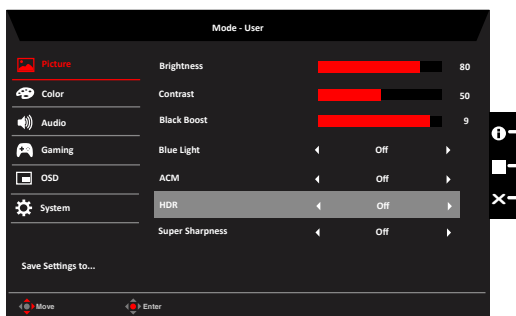 Mode - User
Picture
Color
Audio
Gaming
OSD
System
Save Settings to...
Brightness 80
Contrast 50
Black Boost 9
Blue Light Off
ACM Off
HDR Off
Super Sharpness Off
Move Enter